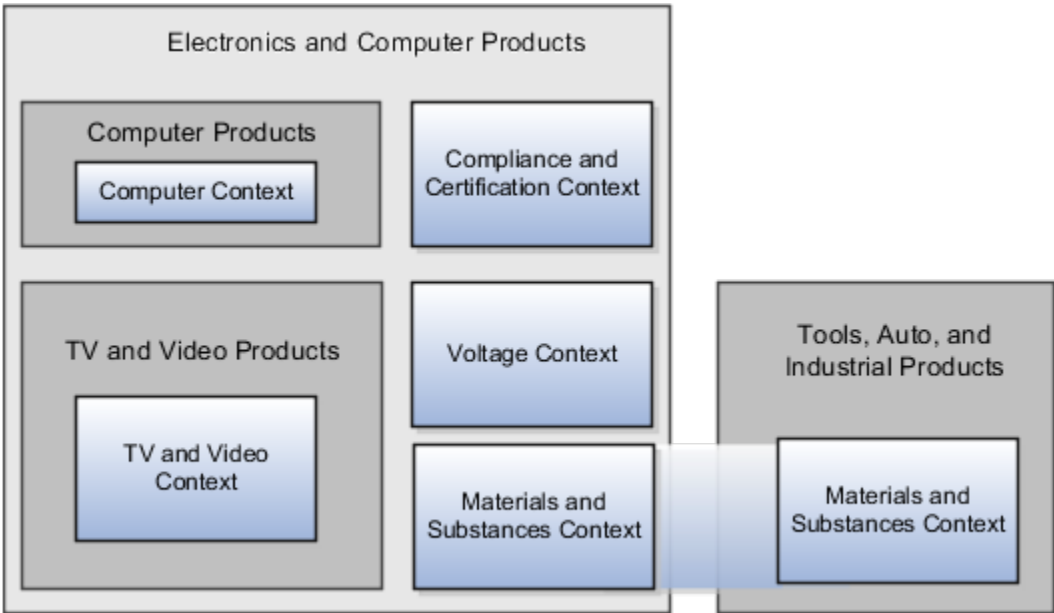 Electronics and Computer Products
Computer Products
Computer Context
Compliance and
Certification Context
TV and Video Products
TV and Video
Context
Voltage Context
Materials and
Substances Context
Tools, Auto, and
Industrial Products
Materials and
Substances Context